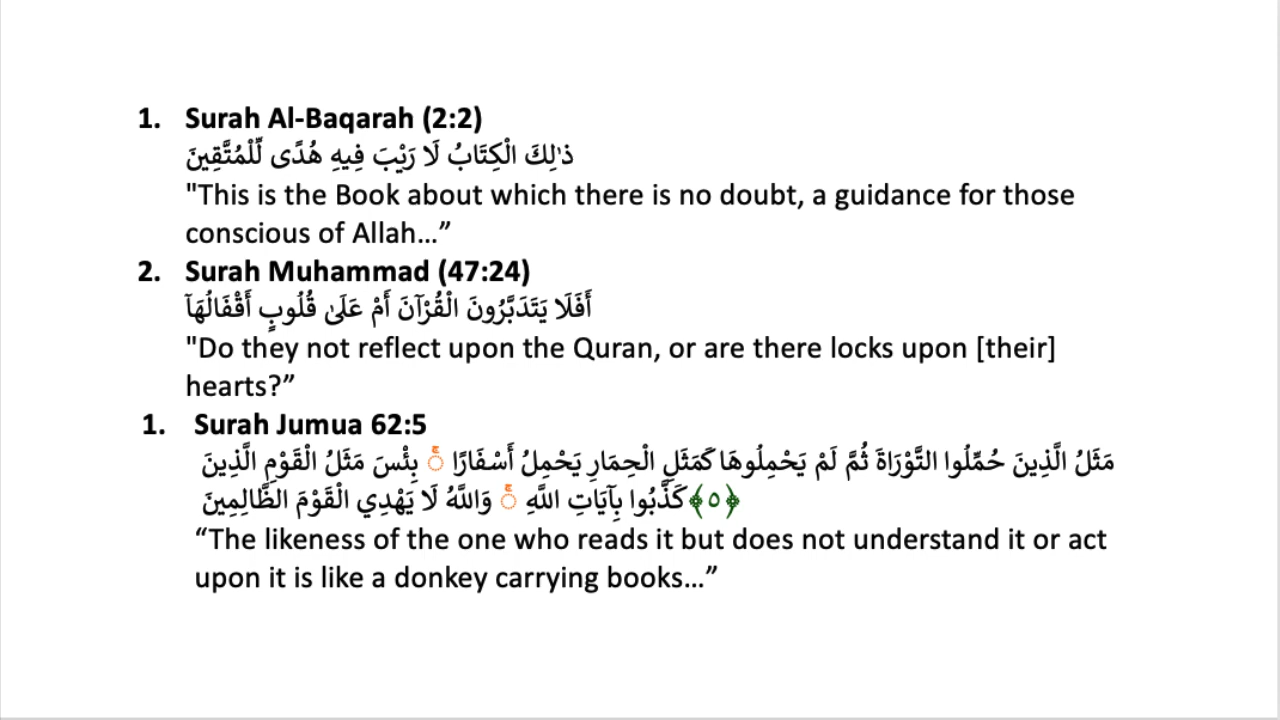 1. Surah Al-Baqarah (2:2)
ذٰلِكَ الْكِتَابُ لَا رَيْبَ فِيهِ هُدًى لِّلْمُتَّقِينَ
"This is the Book about which there is no doubt, a guidance for those
conscious of Allah…”
2. Surah Muhammad (47:24)
أَفَلَا يَتَدَبَّرُونَ الْقُرْآنَ أَمْ عَلَىٰ قُلُوبٍ أَقْفَالُهَآ
"Do they not reflect upon the Quran, or are there locks upon [their]
hearts?”
1. Surah Jumua 62:5
مَثَلُ الَّذِينَ حُمِّلُوا التَّوْرَاةَ ثُمَّ لَمْ يَحْمِلُوهَا كَمَثَلِ الْحِمَارِ يَحْمِلُ أَسْفَارًا ۚ بِئْسَ مَثَلُ الْقَوْمِ الَّذِينَ
كَذَّبُوا بِآيَاتِ اللَّهِ ۚ وَاللَّهُ لَا يَهْدِي الْقَوْمَ الظَّالِمِينَ ﴿٥﴾
“The likeness of the one who reads it but does not understand it or act
upon it is like a donkey carrying books…”